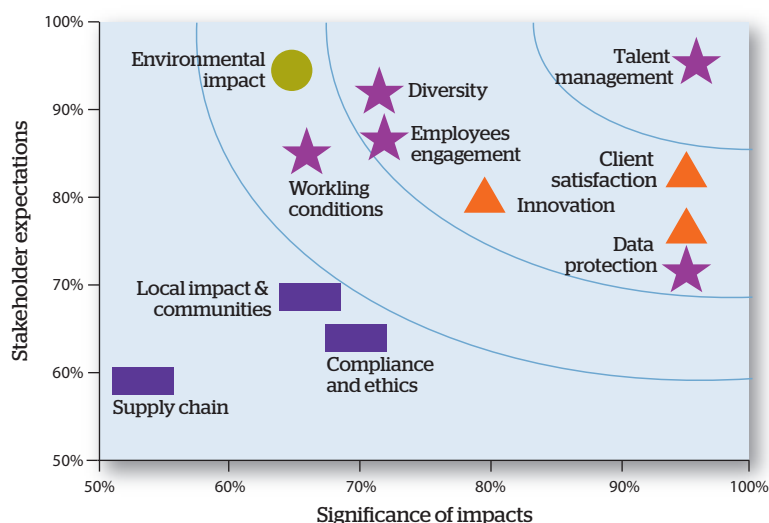 100%
90%
80%
70%
60%
50%
Stakeholder expectations
Environmental
impact
Talent
management
Diversity
Employees
engagement
Workling
conditions
Client
satisfaction
Innovation
Data
protection
Local impact &
communities
Compliance
and ethics
Supply chain
50%
60%
70%
80%
90%
100%
Significance of impacts